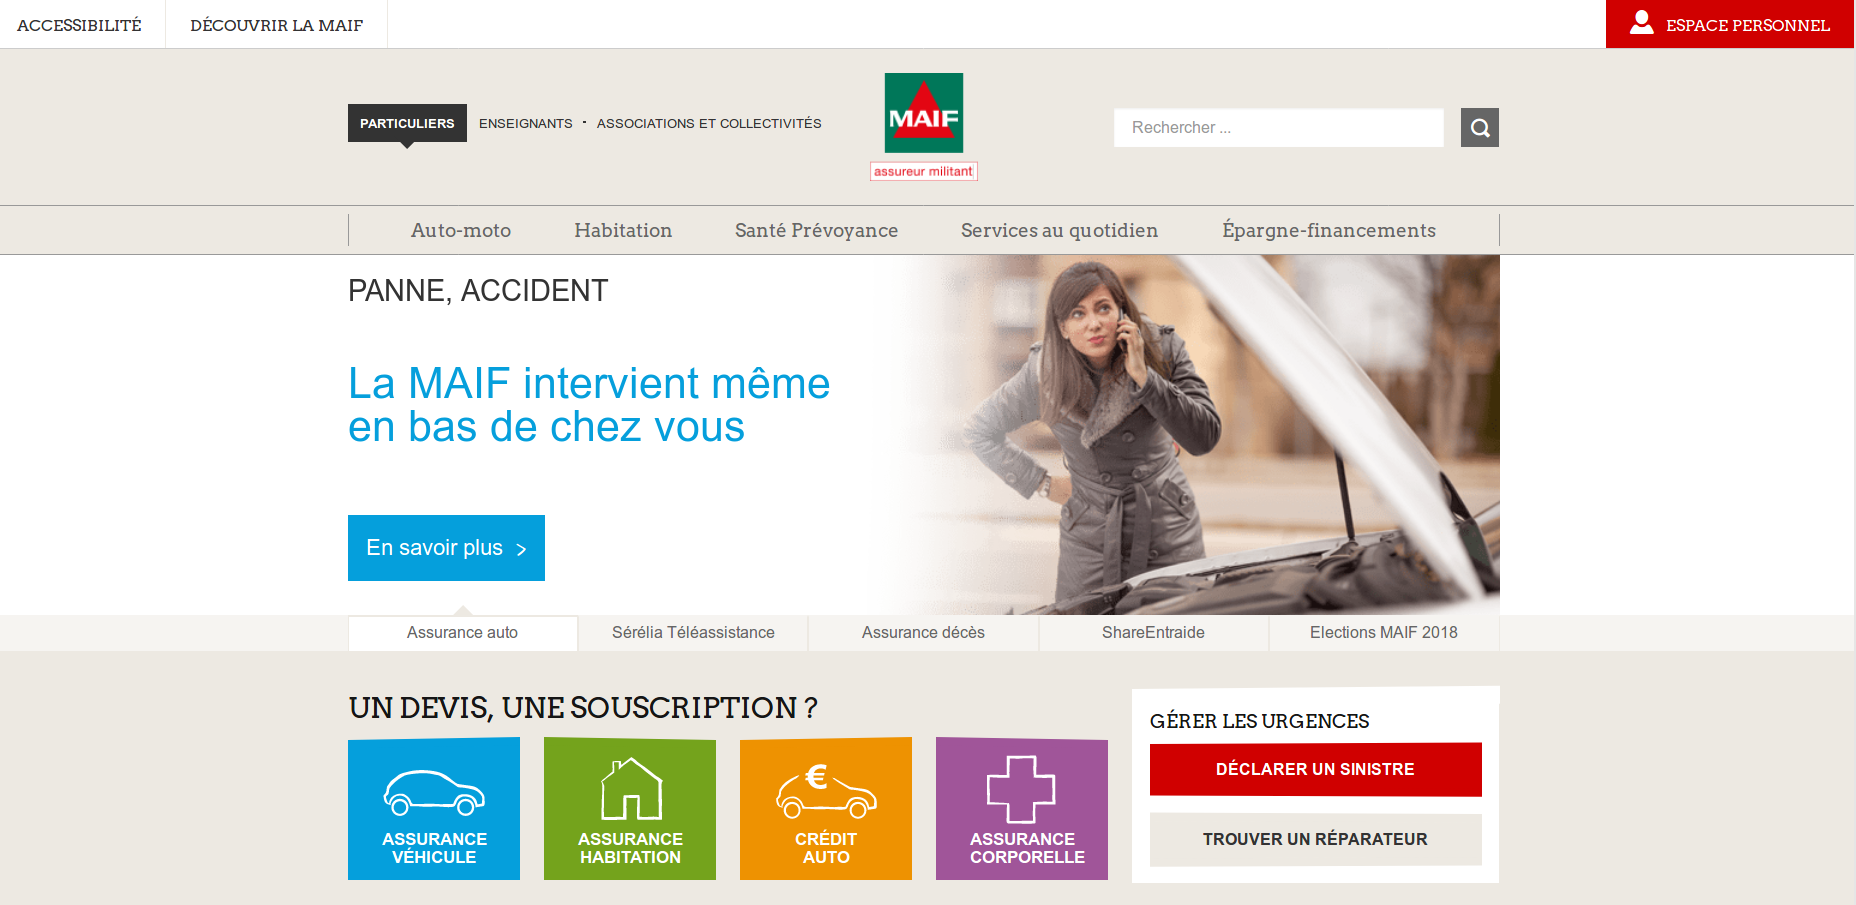 ACCESSIBILITÉ
DÉCOUVRIR LA MAIF
ESPACE PERSONNEL
PARTICULIERS
ENSEIGNANTS · ASSOCIATIONS ET COLLECTIVITÉS
MAIF
assureur militant
Rechercher ...
Auto-moto
Habitation
Santé Prévoyance
Services au quotidien
Épargne-financements
PANNE, ACCIDENT
La MAIF intervient même
en bas de chez vous
En savoir plus >
Assurance auto
Sérélia Téléassistance
Assurance décès
ShareEntraide
Elections MAIF 2018
UN DEVIS, UNE SOUSCRIPTION ?
ASSURANCE
VÉHICULE
ASSURANCE
HABITATION
€
CRÉDIT
AUTO
ASSURANCE
CORPORELLE
GÉRER LES URGENCES
DÉCLARER UN SINISTRE
TROUVER UN RÉPARATEUR